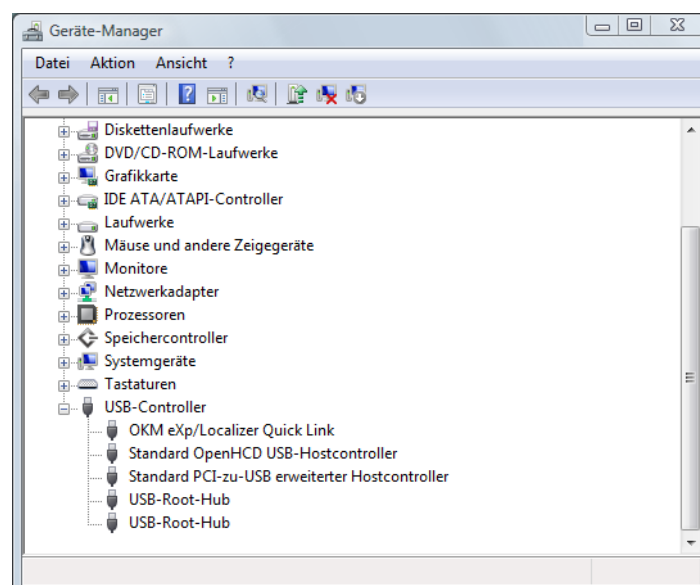 Geräte-Manager
Datei Aktion Ansicht ?
Diskettenlaufwerke
DVD/CD-ROM-Laufwerke
Grafikkarte
IDE ATA/ATAPI-Controller
Laufwerke
Mäuse und andere Zeigegeräte
Monitore
Netzwerkadapter
Prozessoren
Speichercontroller
Systemgeräte
Tastaturen
USB-Controller
OKM eXp/Localizer Quick Link
Standard OpenHCD USB-Hostcontroller
Standard PCI-zu-USB erweiterter Hostcontroller
USB-Root-Hub
USB-Root-Hub